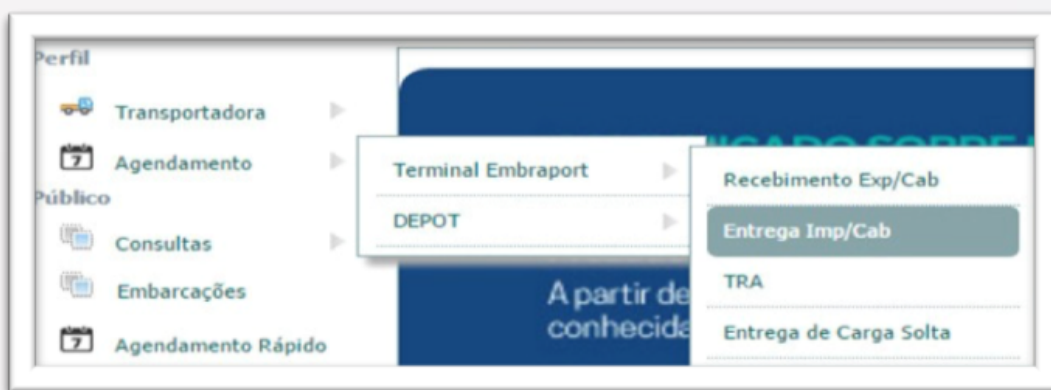 Perfil
Transportadora
Agendamento
Público
Consultas
Embarcações
Agendamento Rápido
Terminal Embraport
DEPOT
Recebimento Exp/Cab
Entrega Imp/Cab
TRA
Entrega de Carga Solta
A partir de